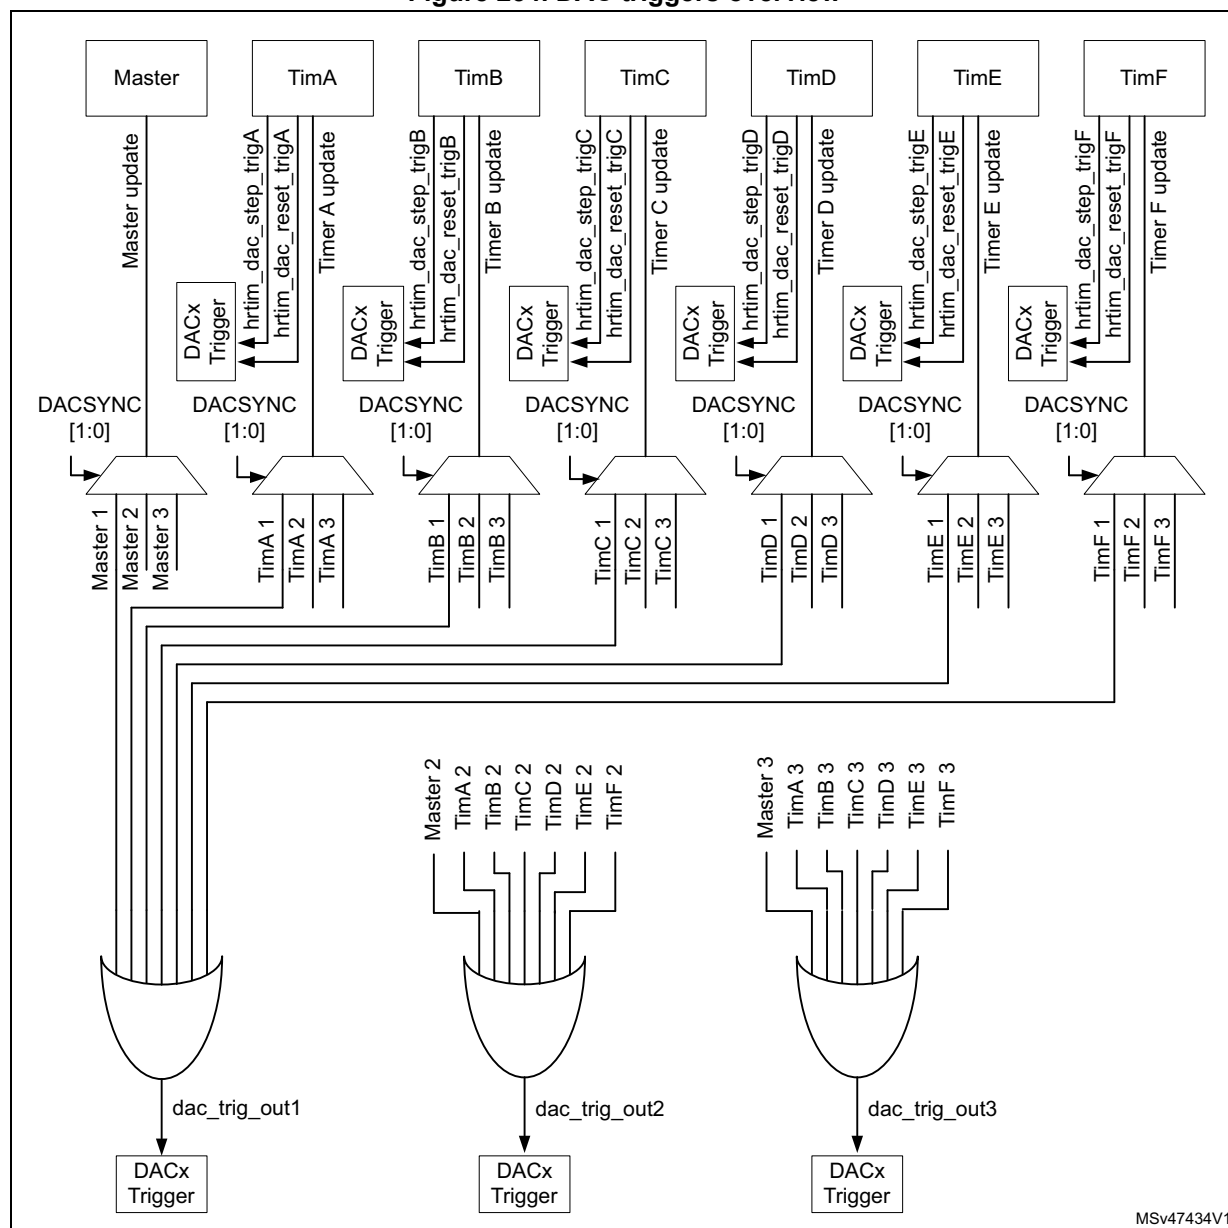 Master
TimA
TimB
TimC
TimD
TimE
TimF
Master update
hrtim_dac_step_trigA
hrtim_dac_reset_trigA
Timer A update
hrtim_dac_step_trigB
hrtim_dac_reset_trigB
Timer B update
hrtim_dac_step_trigC
hrtim_dac_reset_trigC
Timer C update
hrtim_dac_step_trigD
hrtim_dac_reset_trigD
Timer D update
hrtim_dac_step_trigE
hrtim_dac_reset_trigE
Timer E update
hrtim_dac_step_trigF
hrtim_dac_reset_trigF
Timer F update
DACx
Trigger
DACx
Trigger
DACx
Trigger
DACx
Trigger
DACx
Trigger
DACx
Trigger
DACSYNC
[1:0]
DACSYNC
[1:0]
DACSYNC
[1:0]
DACSYNC
[1:0]
DACSYNC
[1:0]
DACSYNC
[1:0]
DACSYNC
[1:0]
Master 1
Master 2
Master 3
TimA 1
TimA 2
TimA 3
TimB 1
TimB 2
TimB 3
TimC 1
TimC 2
TimC 3
TimD 1
TimD 2
TimD 3
TimE 1
TimE 2
TimE 3
TimF 1
TimF 2
TimF 3
Master 2
TimA 2
TimB 2
TimC 2
TimD 2
TimE 2
TimF 2
Master 3
TimA 3
TimB 3
TimC 3
TimD 3
TimE 3
TimF 3
dac_trig_out1
dac_trig_out2
dac_trig_out3
DACx
Trigger
DACx
Trigger
DACx
Trigger
MSv47434V1